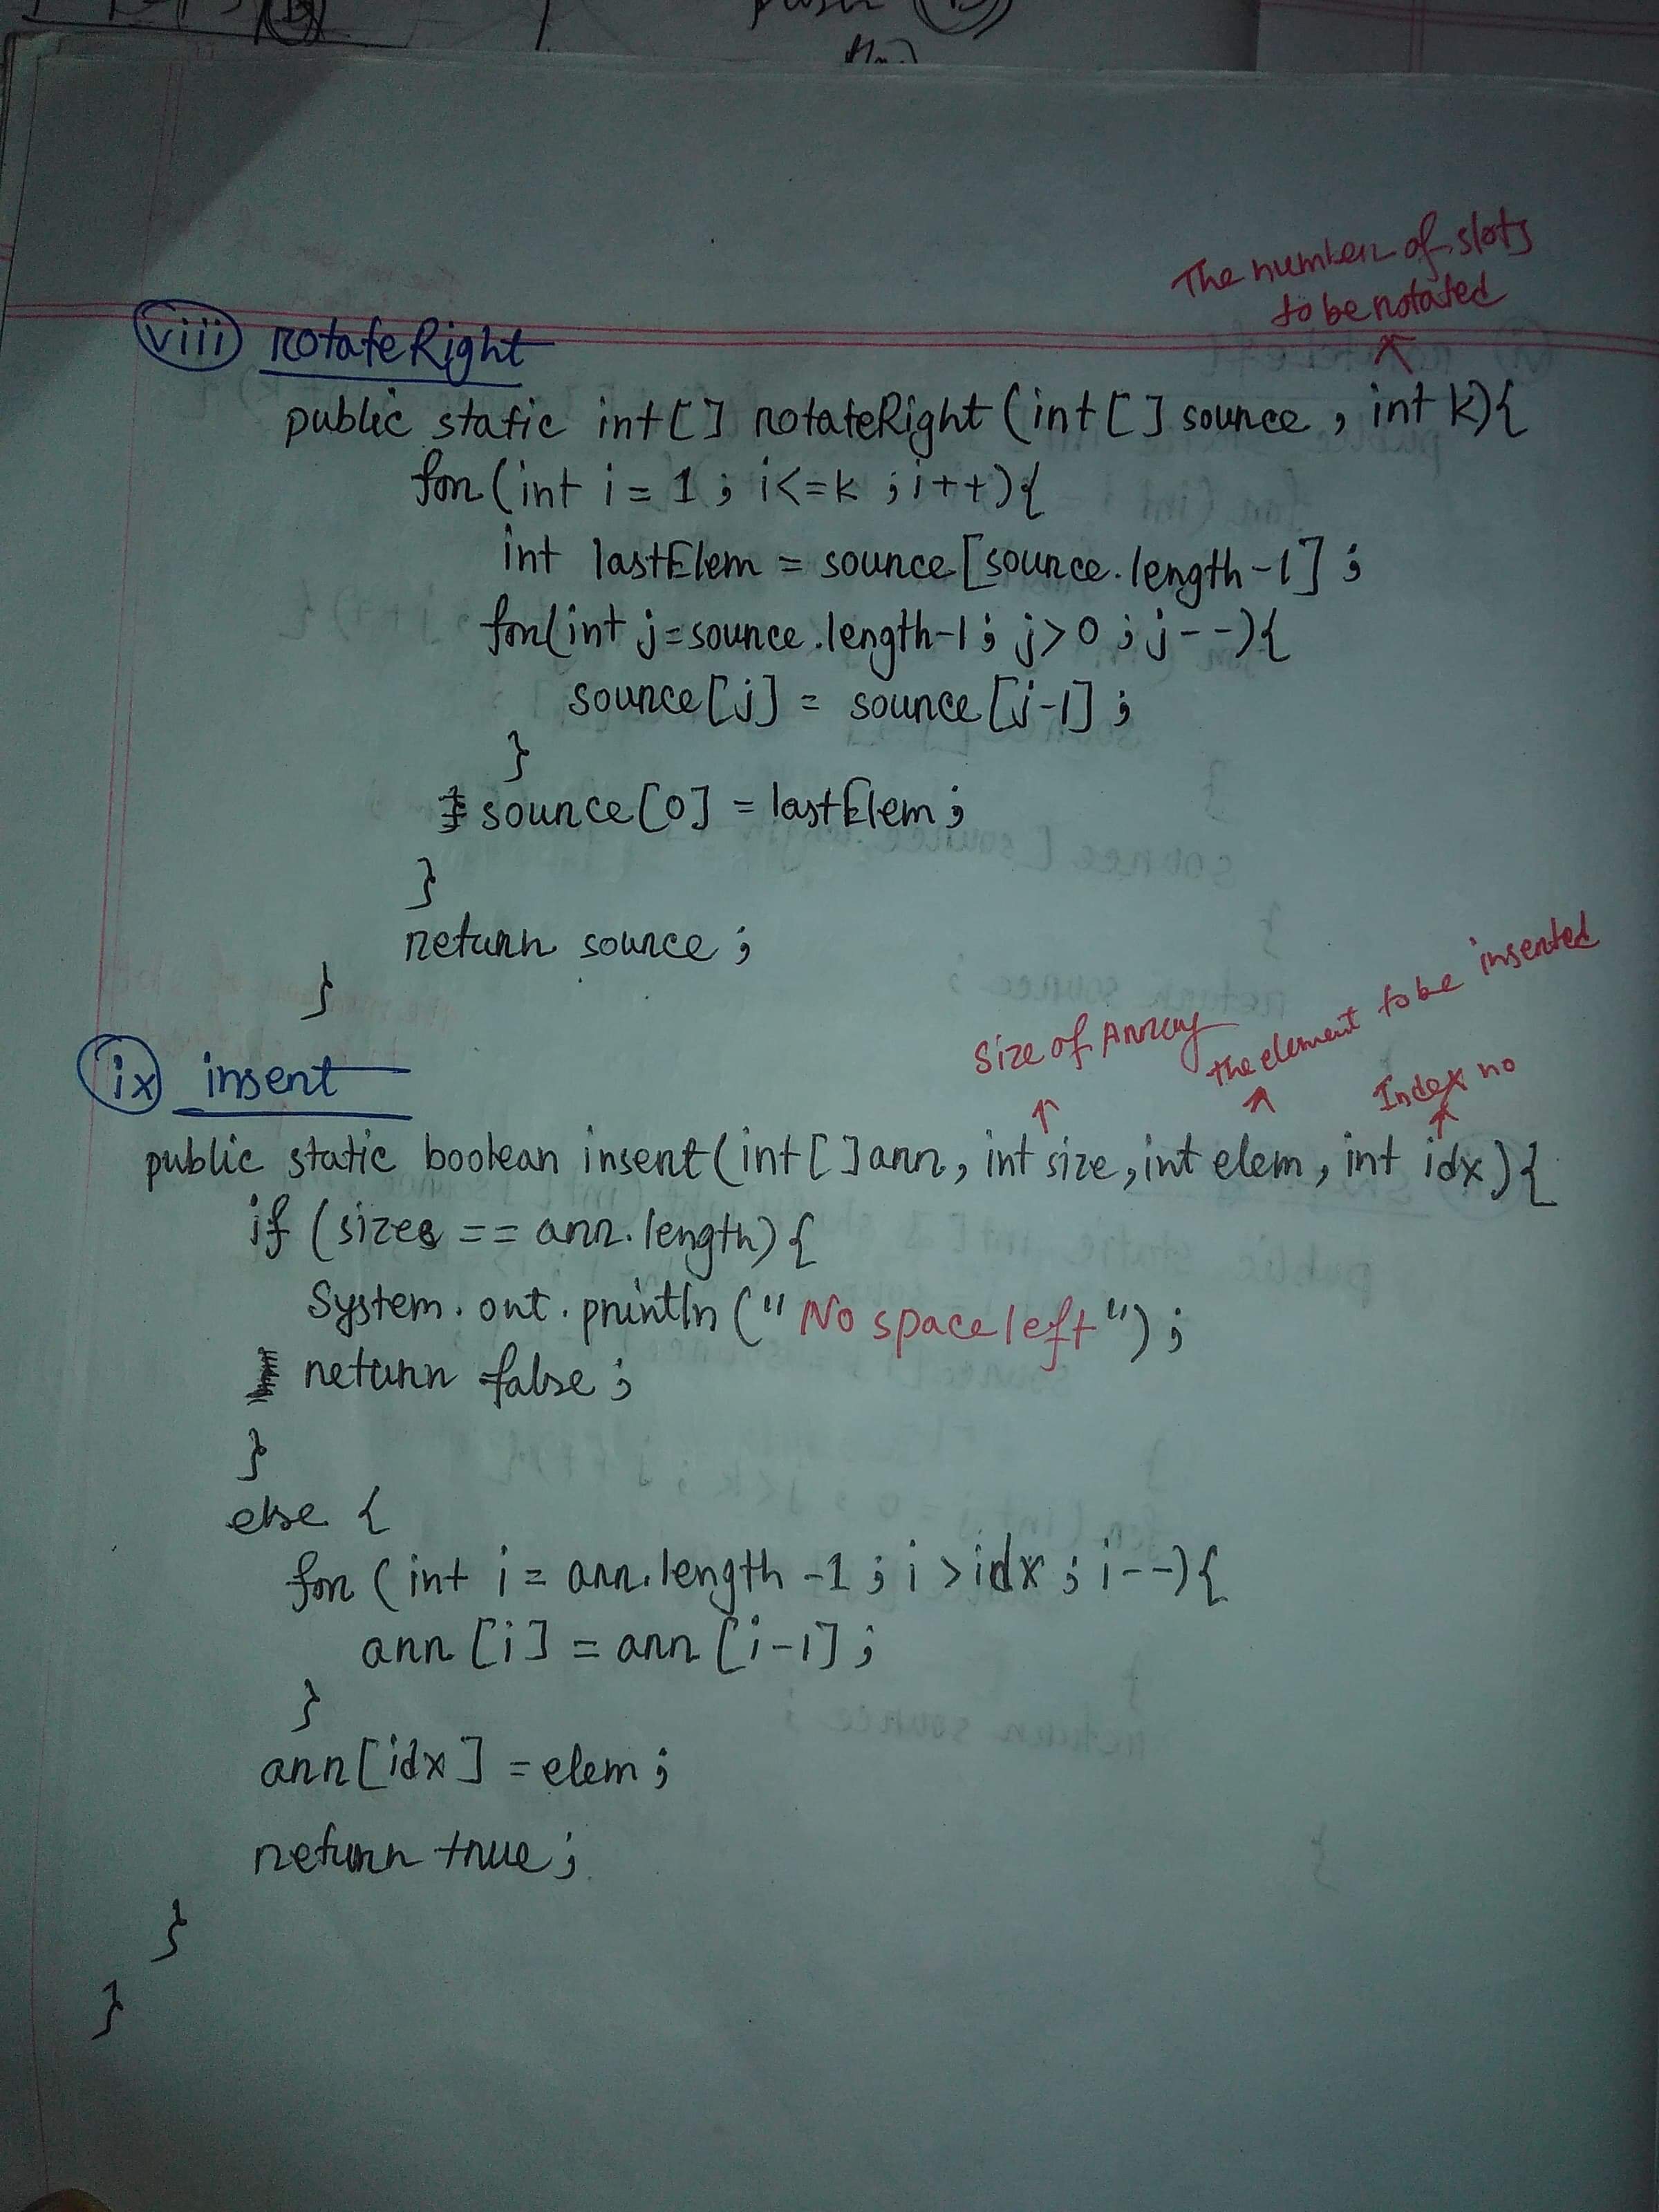 push
The number of slots
to be rotated
viii rotateRight
public static int[] rotateRight(int[] source, int k){
for(int i = 1; i<=k; i++){
int lastElem = source[source.length-1];
for(int j=source.length-1; j>0; j--){
source[j] = source[j-1];
}
source[0] = lastElem;
}
return source;
}
Size of Array
the element to be inserted
Index no
ix insert
public static boolean insert(int[] arr, int size, int elem, int idx){
if (size == arr.length){
System.out.println("No space left");
return false;
}
else {
for (int i = arr.length -1; i >idx; i--){
arr[i] = arr[i-1];
}
arr[idx] = elem;
return true;
}
}